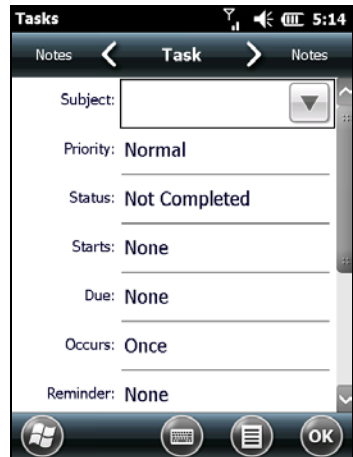 Tasks 5:14
Notes Task Notes
Subject:
Priority: Normal
Status: Not Completed
Starts: None
Due: None
Occurs: Once
Reminder: None
OK